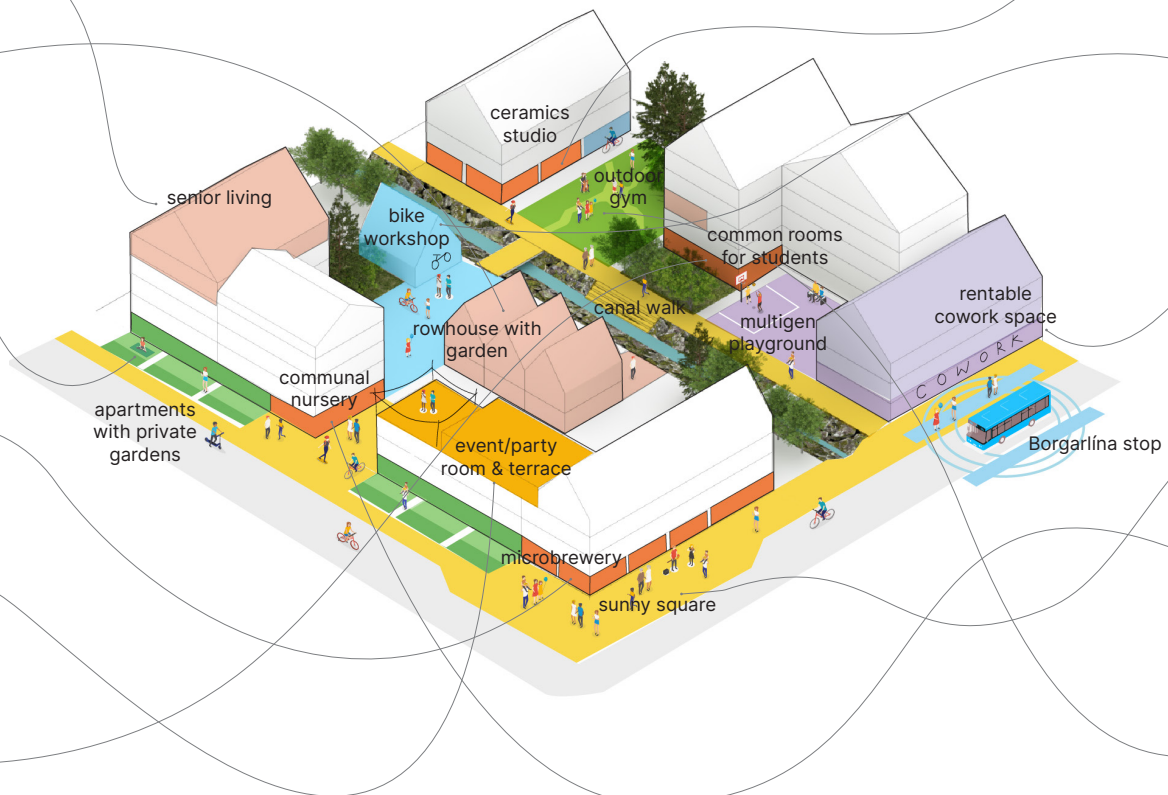 ceramics
studio
outdoor
gym
senior living
bike
workshop
common rooms
for students
canal walk
rentable
cowork space
multigen
playground
COWORK
rowhouse with
garden
communal
nursery
apartments
with private
gardens
event/party
room & terrace
Borgarlína stop
microbrewery
sunny square